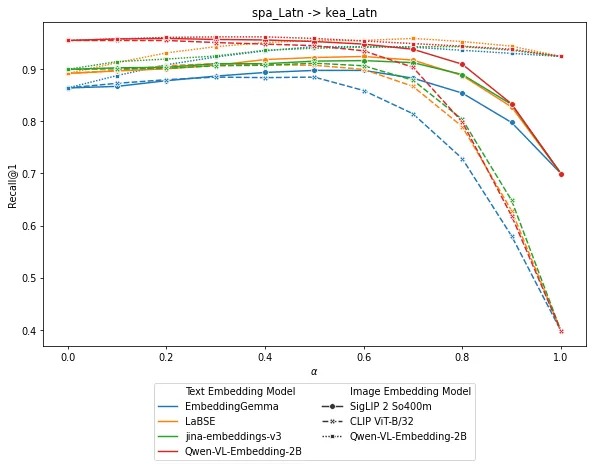 spa_Latn -> kea_Latn
Recall@1
0.9
0.8
0.7
0.6
0.5
0.4
0.0 0.2 0.4 0.6 0.8 1.0
α
Text Embedding Model Image Embedding Model
EmbeddingGemma SigLIP 2 So400m
LaBSE CLIP ViT-B/32
jina-embeddings-v3 Qwen-VL-Embedding-2B
Qwen-VL-Embedding-2B